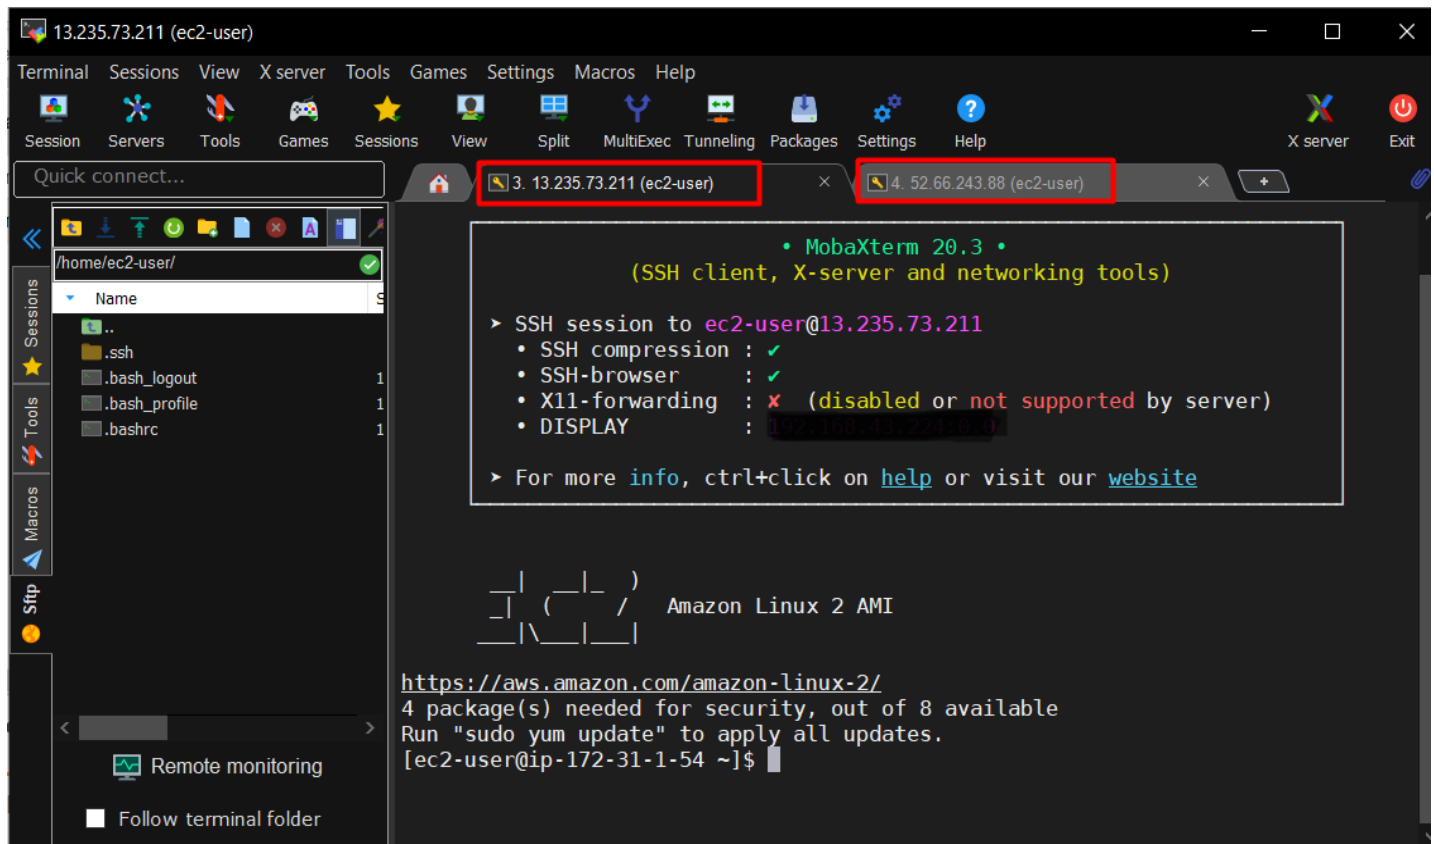 13.235.73.211 (ec2-user)
Terminal Sessions View X server Tools Games Settings Macros Help
Session Servers Tools Games Sessions View Split MultiExec Tunneling Packages Settings Help X server Exit
Quick connect...
3. 13.235.73.211 (ec2-user)
4. 52.66.243.88 (ec2-user)
/home/ec2-user/
Name S
..
.ssh
.bash_logout 1
.bash_profile 1
.bashrc 1
Sessions
Tools
Macros
Sftp
Remote monitoring
Follow terminal folder
• MobaXterm 20.3 •
(SSH client, X-server and networking tools)
➤ SSH session to ec2-user@13.235.73.211
• SSH compression : ✔
• SSH-browser : ✔
• X11-forwarding : ✘ (disabled or not supported by server)
• DISPLAY :
➤ For more info, ctrl+click on help or visit our website
__| __|_ )
_| ( / Amazon Linux 2 AMI
___|\___|___|
https://aws.amazon.com/amazon-linux-2/
4 package(s) needed for security, out of 8 available
Run "sudo yum update" to apply all updates.
[ec2-user@ip-172-31-1-54 ~]$